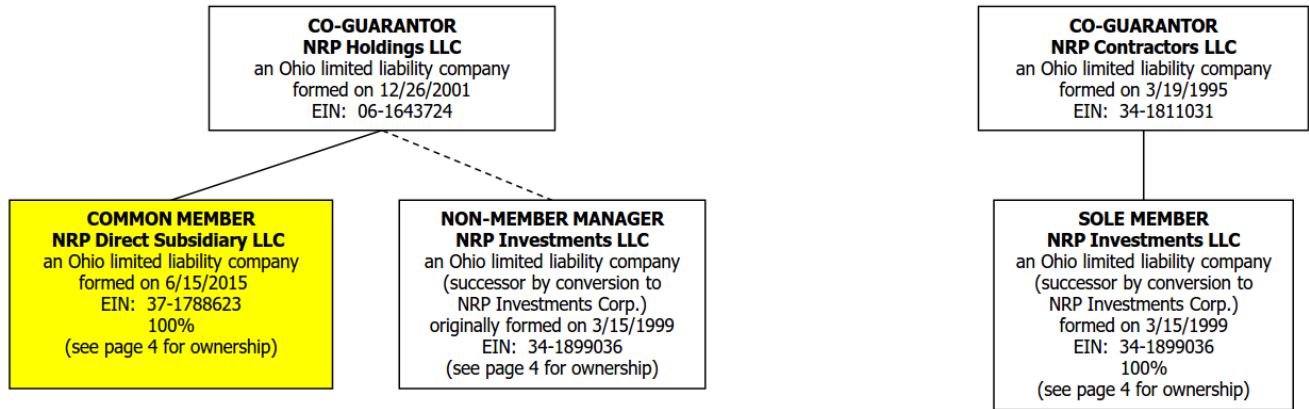 CO-GUARANTOR
NRP Holdings LLC
an Ohio limited liability company
formed on 12/26/2001
EIN: 06-1643724
CO-GUARANTOR
NRP Contractors LLC
an Ohio limited liability company
formed on 3/19/1995
EIN: 34-1811031
COMMON MEMBER
NRP Direct Subsidiary LLC
an Ohio limited liability company
formed on 6/15/2015
EIN: 37-1788623
100%
(see page 4 for ownership)
NON-MEMBER MANAGER
NRP Investments LLC
an Ohio limited liability company
(successor by conversion to
NRP Investments Corp.)
originally formed on 3/15/1999
EIN: 34-1899036
(see page 4 for ownership)
SOLE MEMBER
NRP Investments LLC
an Ohio limited liability company
(successor by conversion to
NRP Investments Corp.)
formed on 3/15/1999
EIN: 34-1899036
100%
(see page 4 for ownership)